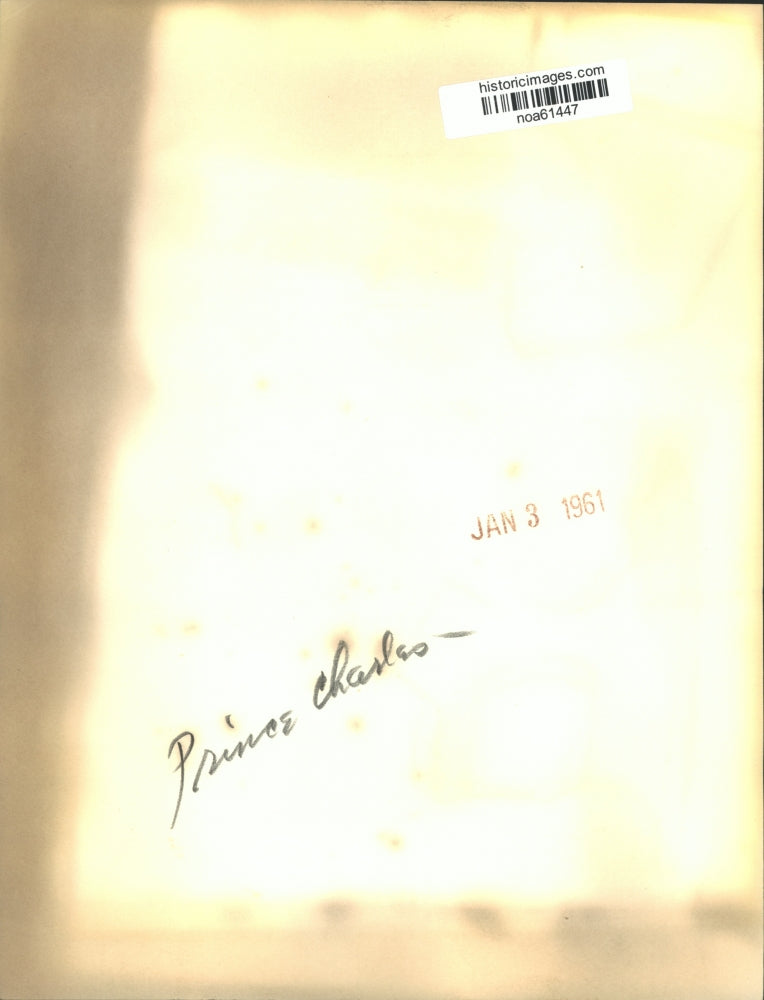 historicimages.com
noa61447
JAN 3 1961
Prince Charles —